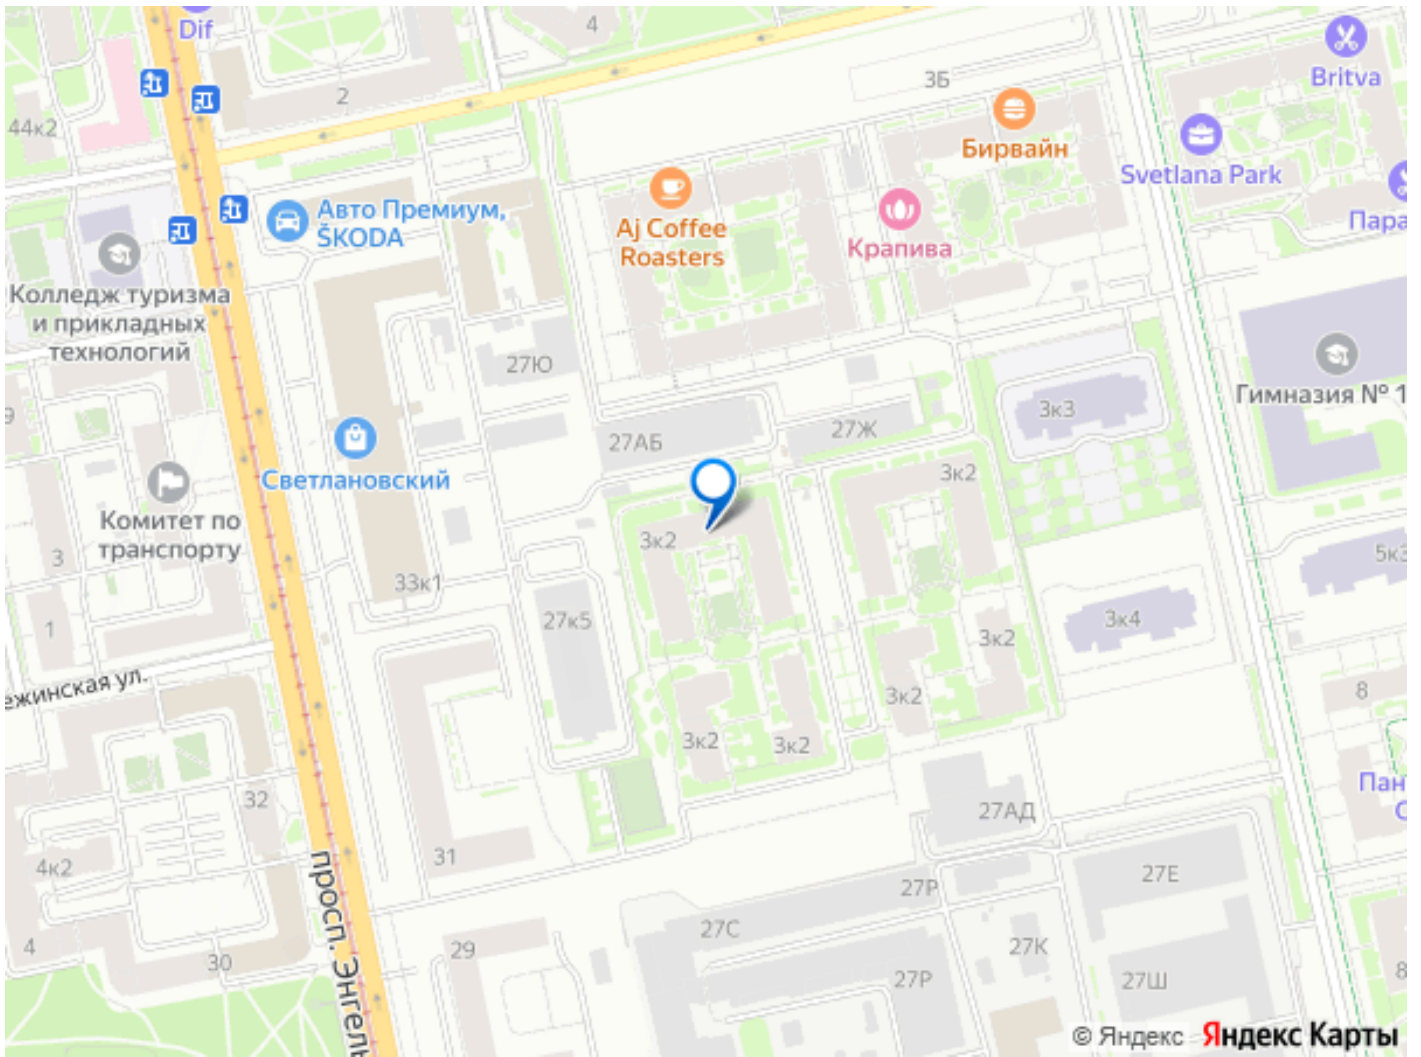 Dif
4
2
44к2
3Б
Britva
Бирвайн
Svetlana Park
Авто Премиум,
ŠKODA
Aj Coffee
Roasters
Крапива
Пара
Колледж туризма
и прикладных
технологий
27Ю
Гимназия № 1
9
3к3
27АБ
27Ж
Светлановский
3к2
Комитет по
транспорту
3к2
3
33к1
5к3
27к5
3к4
1
3к2
ежинская ул.
3к2
8
3к2
3к2
Пан
С
32
27АД
31
4к2
27Е
27Р
просп. Энгель
27С
4
29
27К
30
27Р
27Ш
8
© Яндекс Яндекс Карты